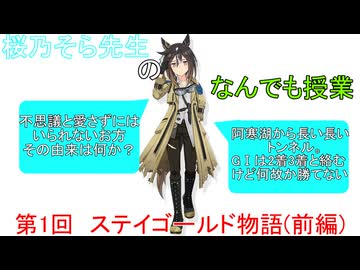 桜乃そら先生
の
なんでも授業
不思議と愛さずには
いられないお方
その由来は何か？
阿寒湖から長い長い
トンネル。
GⅠは2着3着と絡む
けど何故か勝てない
第1回　ステイゴールド物語(前編)